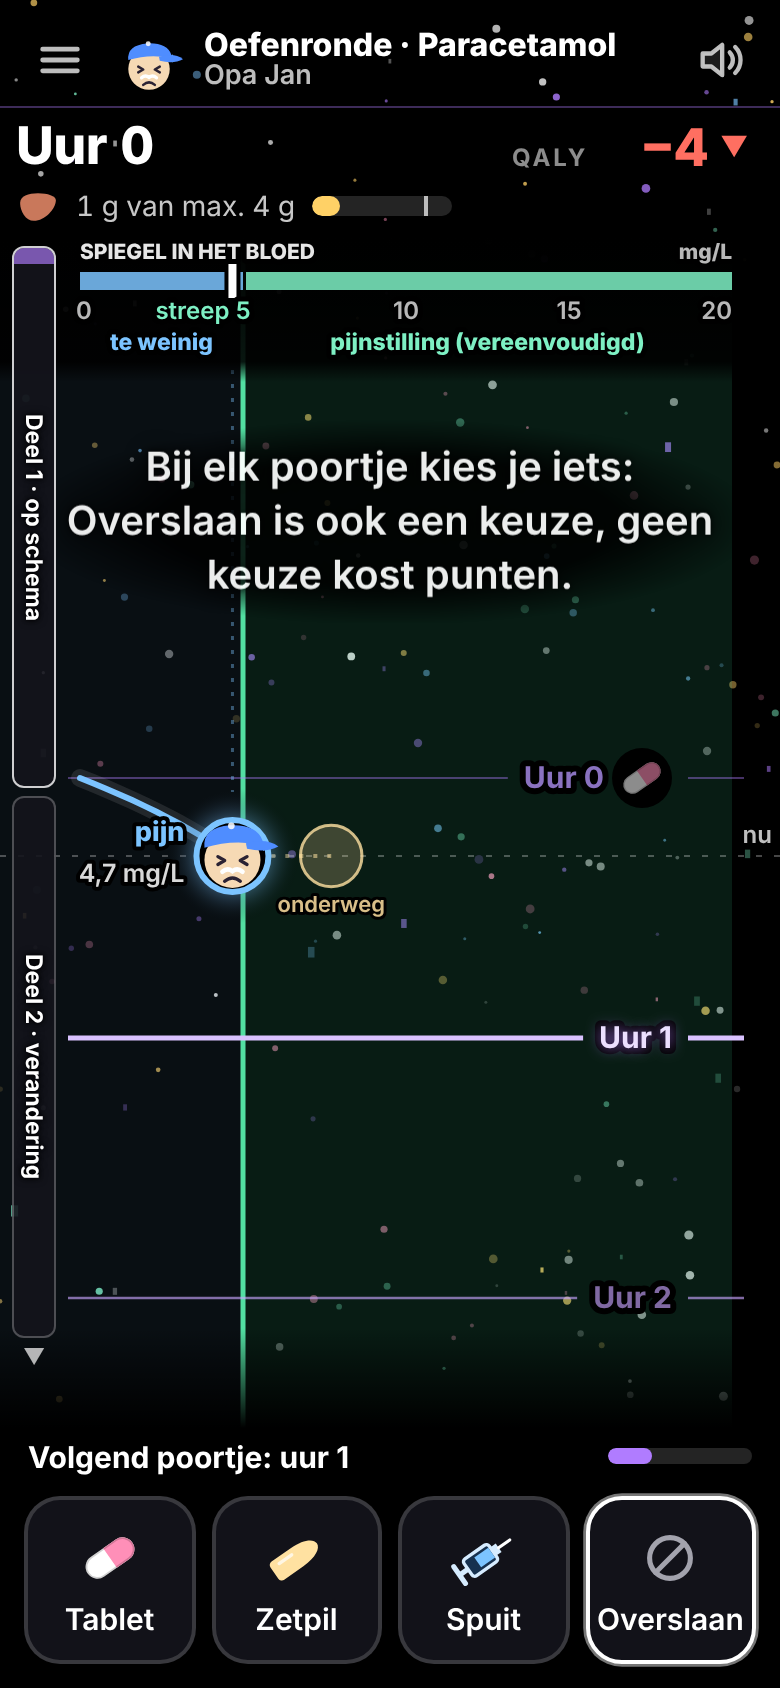 Oefenronde · Paracetamol
Opa Jan
Uur 0
QALY
−4 ▼
1 g van max. 4 g
SPIEGEL IN HET BLOED
mg/L
0
streep 5
10
15
20
te weinig
pijnstilling (vereenvoudigd)
Deel 1 · op schema
Bij elk poortje kies je iets:
Overslaan is ook een keuze, geen
keuze kost punten.
Uur 0
pijn
nu
4,7 mg/L
onderweg
Deel 2 · verandering
Uur 1
Uur 2
Volgend poortje: uur 1
Tablet
Zetpil
Spuit
Overslaan